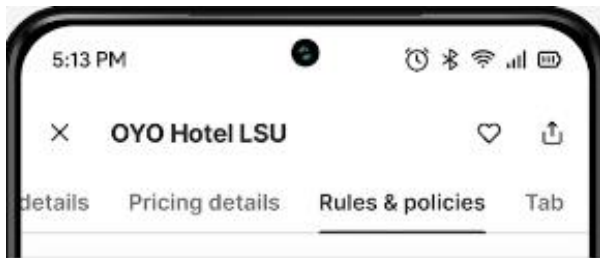 5:13 PM
OYO Hotel LSU
details Pricing details Rules & policies Tab